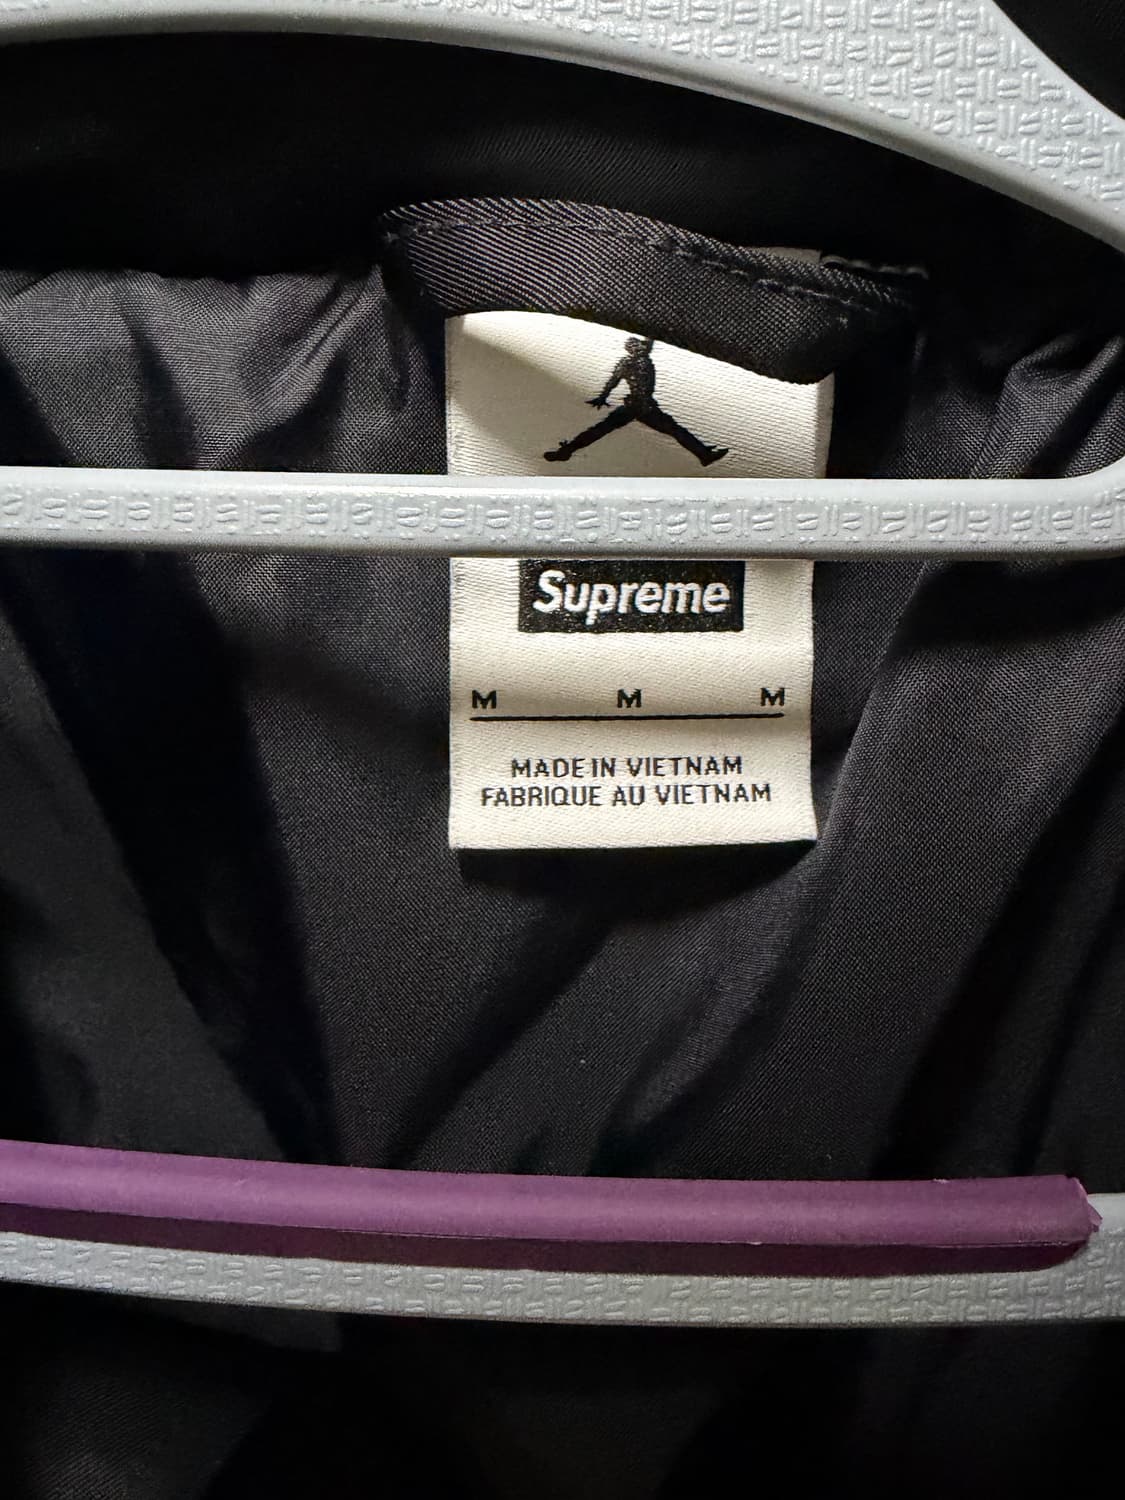 Supreme
M M M
MADE IN VIETNAM
FABRIQUE AU VIETNAM